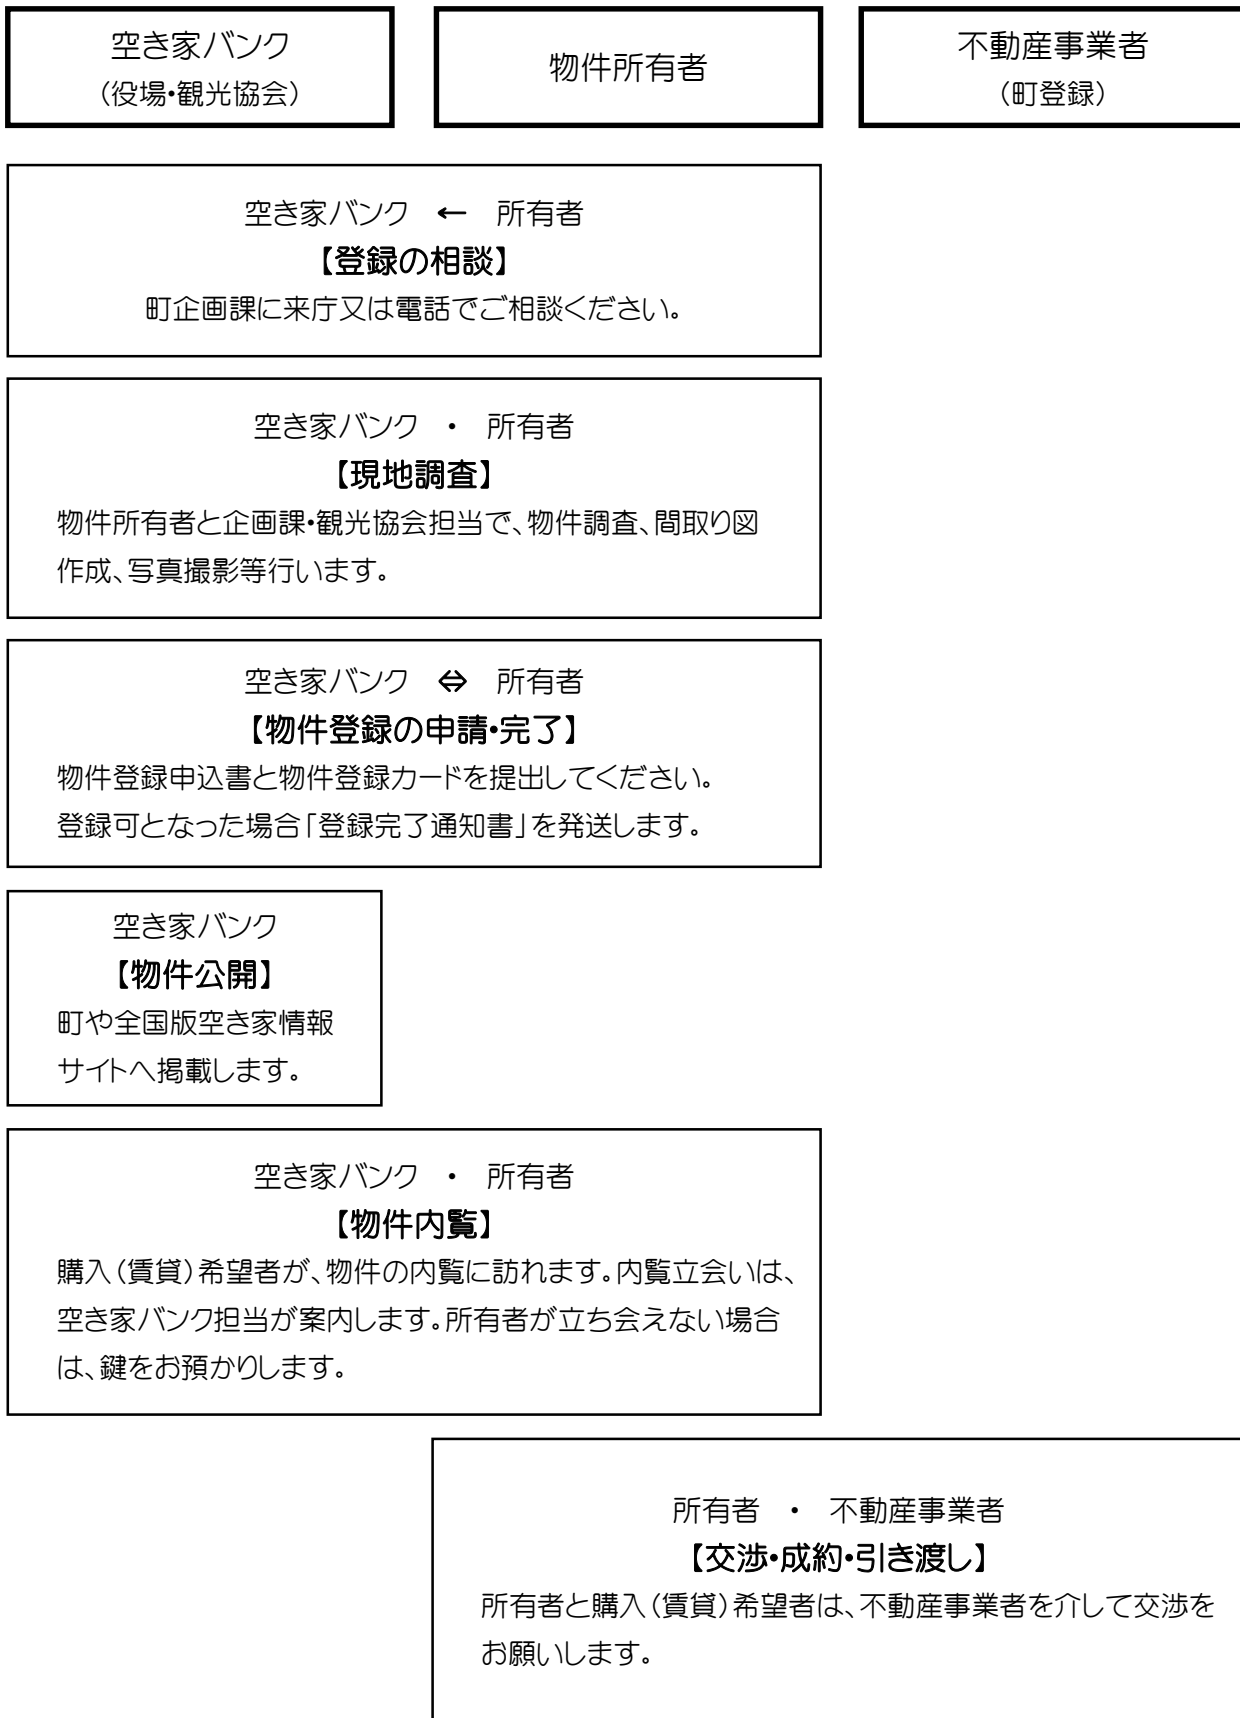 空き家バンク
(役場・観光協会)
物件所有者
不動産事業者
(町登録)
空き家バンク ← 所有者
【登録の相談】
町企画課に来庁又は電話でご相談ください。
空き家バンク ・ 所有者
【現地調査】
物件所有者と企画課・観光協会担当で、物件調査、間取り図
作成、写真撮影等行います。
空き家バンク ⇔ 所有者
【物件登録の申請・完了】
物件登録申込書と物件登録カードを提出してください。
登録可となった場合「登録完了通知書」を発送します。
空き家バンク
【物件公開】
町や全国版空き家情報
サイトへ掲載します。
空き家バンク ・ 所有者
【物件内覧】
購入(賃貸)希望者が、物件の内覧に訪れます。内覧立会いは、
空き家バンク担当が案内します。所有者が立ち会えない場合
は、鍵をお預かりします。
所有者 ・ 不動産事業者
【交渉・成約・引き渡し】
所有者と購入(賃貸)希望者は、不動産事業者を介して交渉を
お願いします。